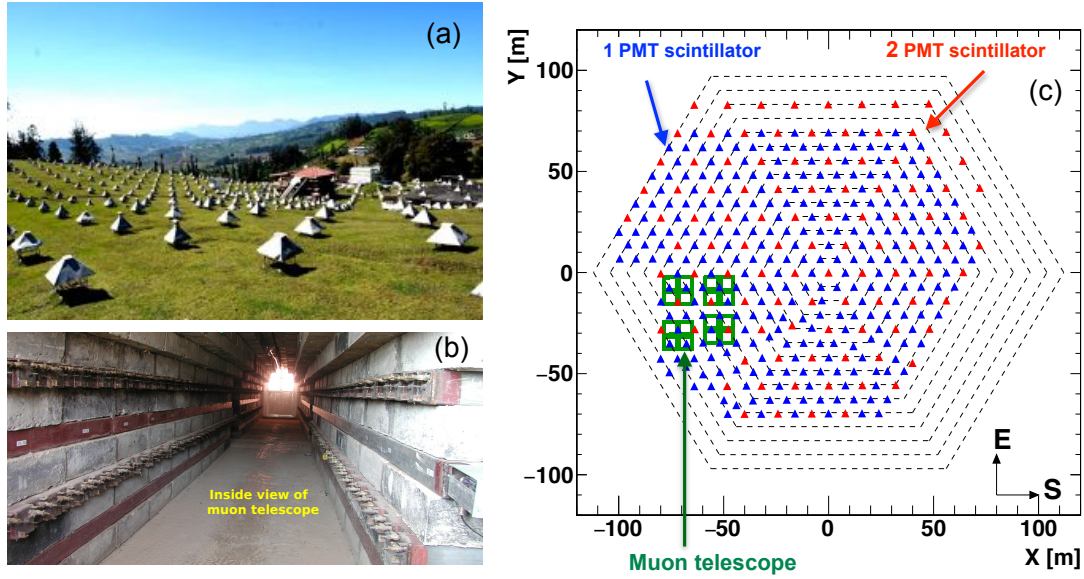 (a)
(b)
Inside view of
muon telescope
Y [m]
1 PMT scintillator
2 PMT scintillator
(c)
100
50
0
−50
−100
E
S
−100
−50
0
50
100
X [m]
Muon telescope